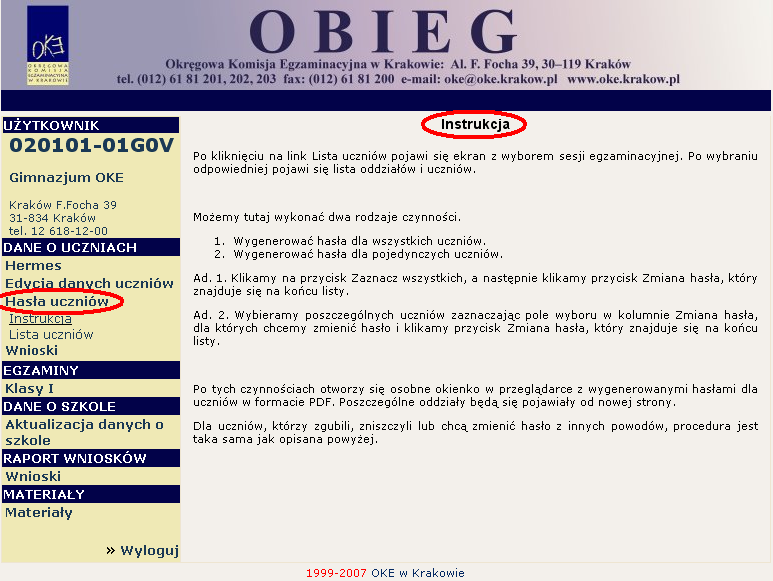 OKE
OKRĘGOWA
KOMISJA
EGZAMINACYJNA
W KRAKOWIE
OBIEG
Okręgowa Komisja Egzaminacyjna w Krakowie: Al. F. Focha 39, 30–119 Kraków
tel. (012) 61 81 201, 202, 203 fax: (012) 61 81 200 e-mail: oke@oke.krakow.pl www.oke.krakow.pl
UŻYTKOWNIK
020101-01G0V
Gimnazjum OKE
Kraków F.Focha 39
31-834 Kraków
tel. 12 618-12-00
DANE O UCZNIACH
Hermes
Edycja danych uczniów
Hasła uczniów
Instrukcja
Lista uczniów
Wnioski
EGZAMINY
Klasy I
DANE O SZKOLE
Aktualizacja danych o
szkole
RAPORT WNIOSKÓW
Wnioski
MATERIAŁY
Materiały
» Wyloguj
Instrukcja
Po kliknięciu na link Lista uczniów pojawi się ekran z wyborem sesji egzaminacyjnej. Po wybraniu
odpowiedniej pojawi się lista oddziałów i uczniów.
Możemy tutaj wykonać dwa rodzaje czynności.
1. Wygenerować hasła dla wszystkich uczniów.
2. Wygenerować hasła dla pojedynczych uczniów.
Ad. 1. Klikamy na przycisk Zaznacz wszystkich, a następnie klikamy przycisk Zmiana hasła, który
znajduje się na końcu listy.
Ad. 2. Wybieramy poszczególnych uczniów zaznaczając pole wyboru w kolumnie Zmiana hasła,
dla których chcemy zmienić hasło i klikamy przycisk Zmiana hasła, który znajduje się na końcu
listy.
Po tych czynnościach otworzy się osobne okienko w przeglądarce z wygenerowanymi hasłami dla
uczniów w formacie PDF. Poszczególne oddziały będą się pojawiały od nowej strony.
Dla uczniów, którzy zgubili, zniszczyli lub chcą zmienić hasło z innych powodów, procedura jest
taka sama jak opisana powyżej.
1999-2007 OKE w Krakowie